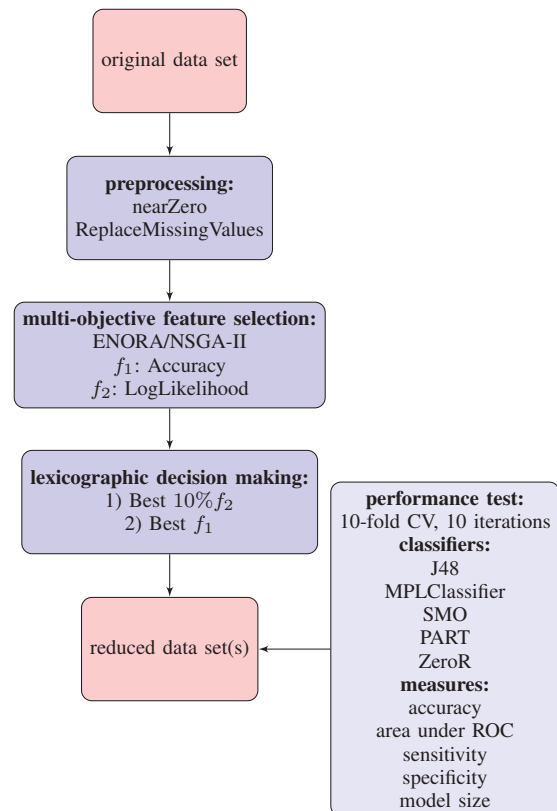 original data set
preprocessing:
nearZero
ReplaceMissingValues
multi-objective feature selection:
ENORA/NSGA-II
f₁: Accuracy
f₂: LogLikelihood
lexicographic decision making:
1) Best 10%f₂
2) Best f₁
reduced data set(s)
performance test:
10-fold CV, 10 iterations
classifiers:
J48
MPLClassifier
SMO
PART
ZeroR
measures:
accuracy
area under ROC
sensitivity
specificity
model size